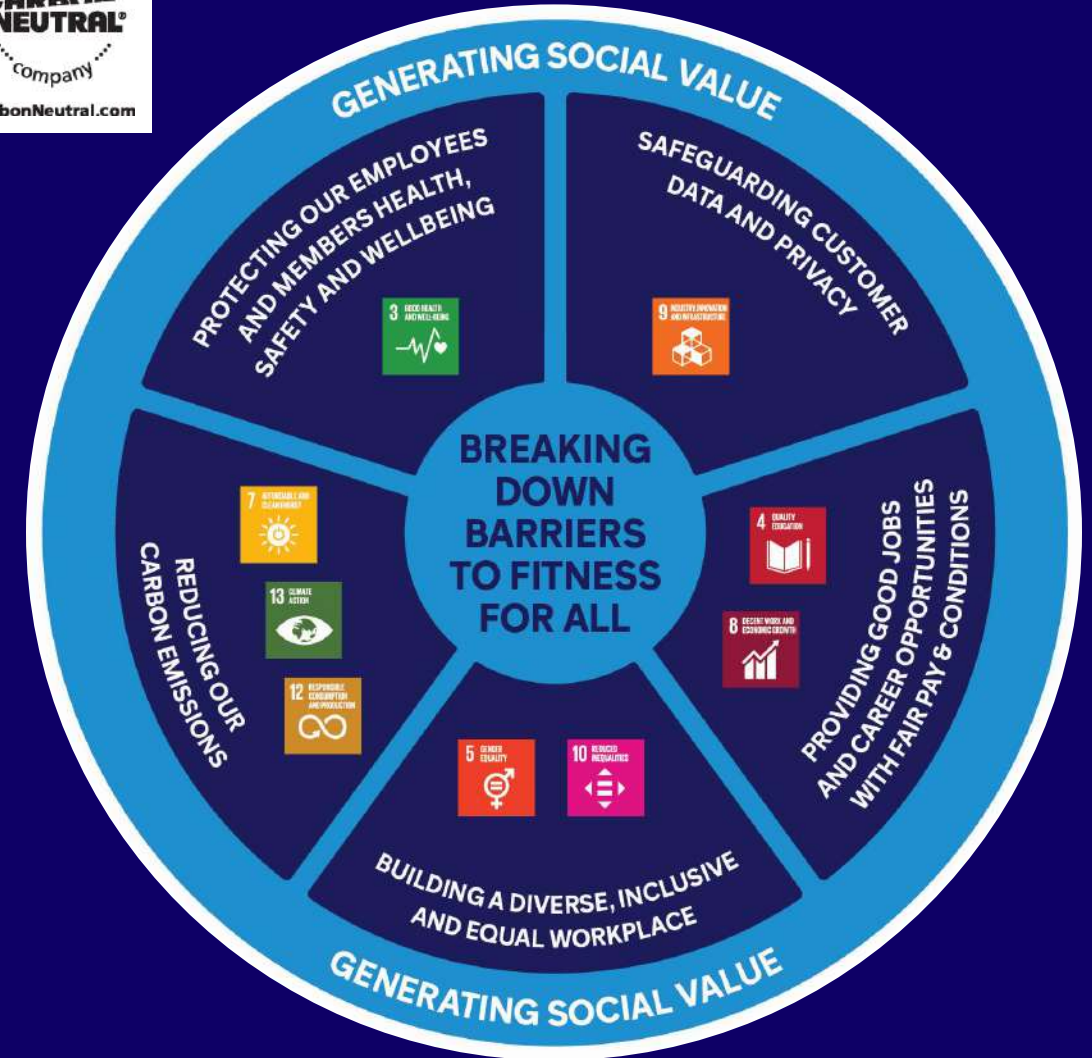 NEUTRAL®
company
bonNeutral.com
GENERATING SOCIAL VALUE
PROTECTING OUR EMPLOYEES
AND MEMBERS HEALTH,
SAFETY AND WELLBEING
3 GOOD HEALTH
AND WELL-BEING
SAFEGUARDING CUSTOMER
DATA AND PRIVACY
9 INDUSTRY, INNOVATION
AND INFRASTRUCTURE
BREAKING
DOWN
BARRIERS
TO FITNESS
FOR ALL
7 AFFORDABLE AND
CLEAN ENERGY
13 CLIMATE
ACTION
12 RESPONSIBLE
CONSUMPTION
AND PRODUCTION
REDUCING OUR
CARBON EMISSIONS
4 QUALITY
EDUCATION
8 DECENT WORK AND
ECONOMIC GROWTH
PROVIDING GOOD JOBS
AND CAREER OPPORTUNITIES
WITH FAIR PAY & CONDITIONS
5 GENDER
EQUALITY
10 REDUCED
INEQUALITIES
BUILDING A DIVERSE, INCLUSIVE
AND EQUAL WORKPLACE
GENERATING SOCIAL VALUE